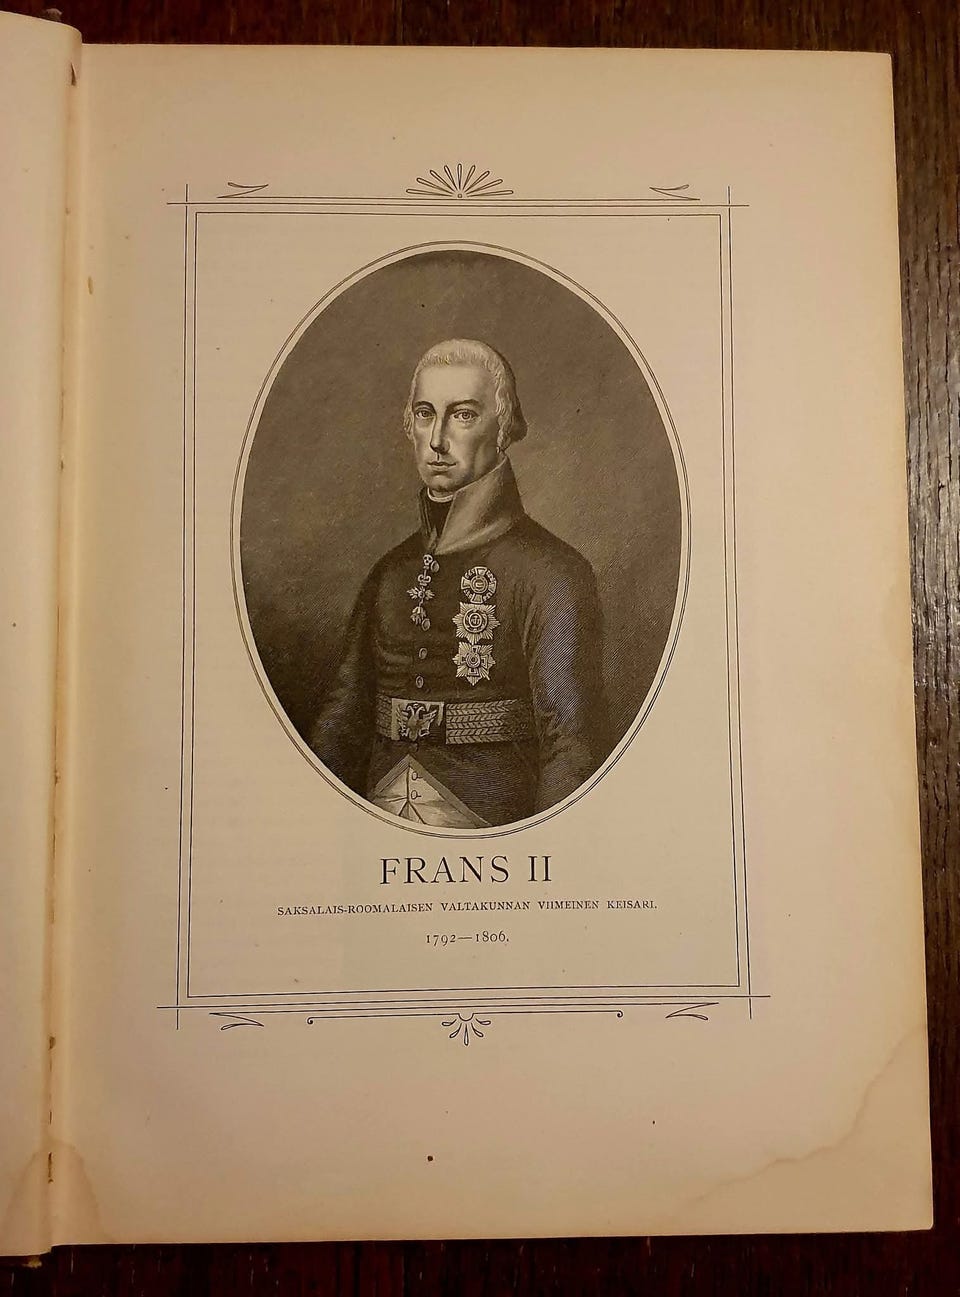 FRANS II
SAKSALAIS-ROOMALAISEN VALTAKUNNAN VIIMEINEN KEISARI.
1792—1806.